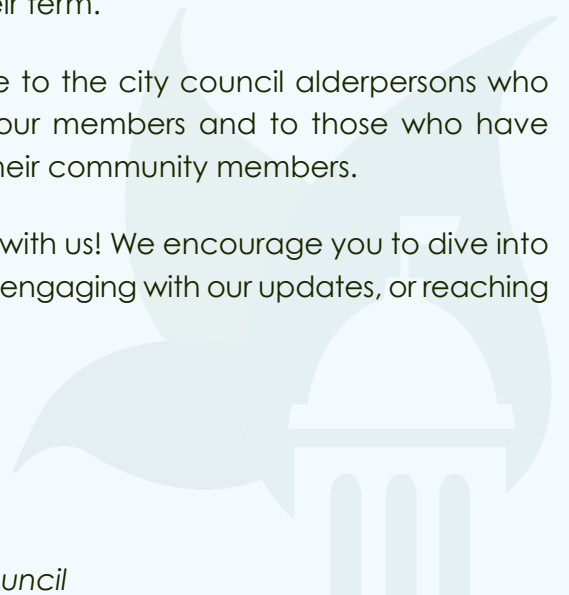 eir term.
e to the city council alderpersons who
our members and to those who have
heir community members.
with us! We encourage you to dive into
engaging with our updates, or reaching
uncil